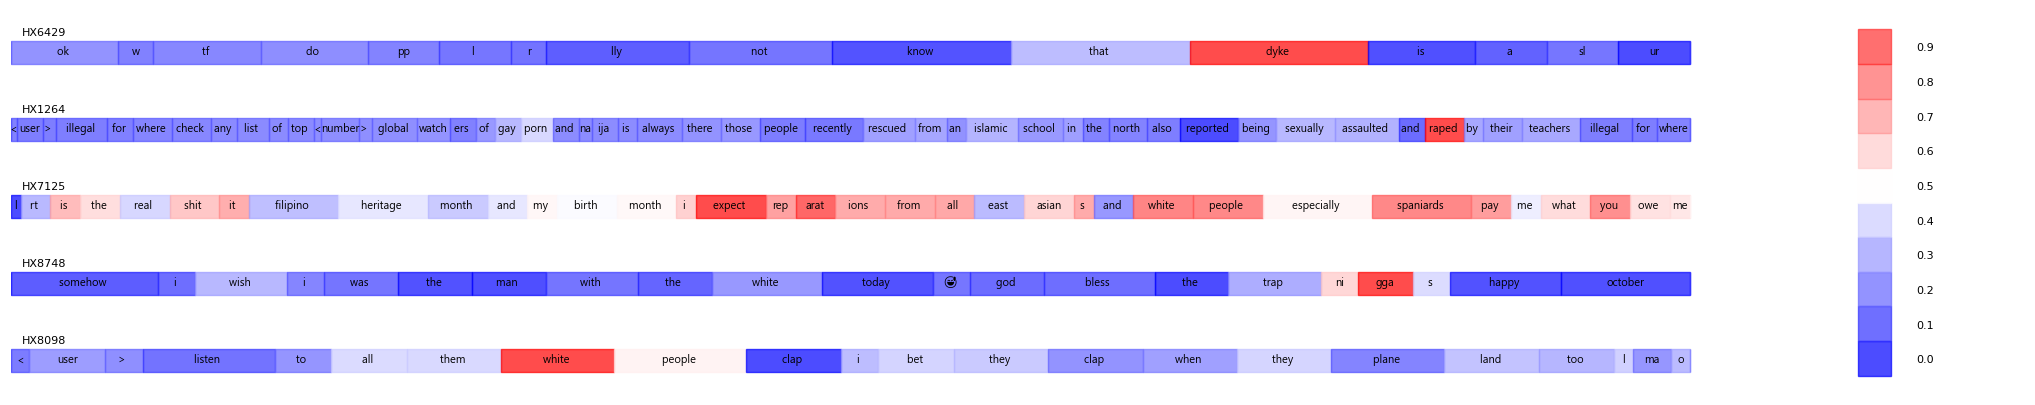 HX6429
ok w tf do pp l r lly not know that dyke is a sl ur
HX1264
< user > illegal for where check any list of top < number > global watch ers of gay porn and na ija is always there those people recently rescued from an islamic school in the north also reported being sexually assaulted and raped by their teachers illegal for where
HX7125
l rt is the real shit it filipino heritage month and my birth month i expect rep arat ions from all east asian s and white people especially spaniards pay me what you owe me
HX8748
somehow i wish i was the man with the white today 😅 god bless the trap ni gga s happy october
HX8098
< user > listen to all them white people clap i bet they clap when they plane land too l ma o
0.9
0.8
0.7
0.6
0.5
0.4
0.3
0.2
0.1
0.0